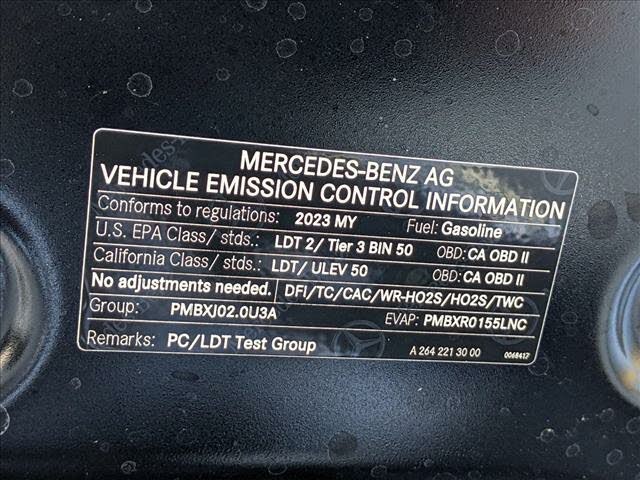 MERCEDES-BENZ AG
VEHICLE EMISSION CONTROL INFORMATION
Conforms to regulations: 2023 MY Fuel: Gasoline
U.S. EPA Class/ stds.: LDT 2/ Tier 3 BIN 50 OBD: CA OBD II
California Class/ stds.: LDT/ ULEV 50 OBD: CA OBD II
No adjustments needed. DFI/TC/CAC/WR-HO2S/HO2S/TWC
Group: PMBXJ02.0U3A EVAP: PMBXR0155LNC
Remarks: PC/LDT Test Group A 264 221 30 00 0068417